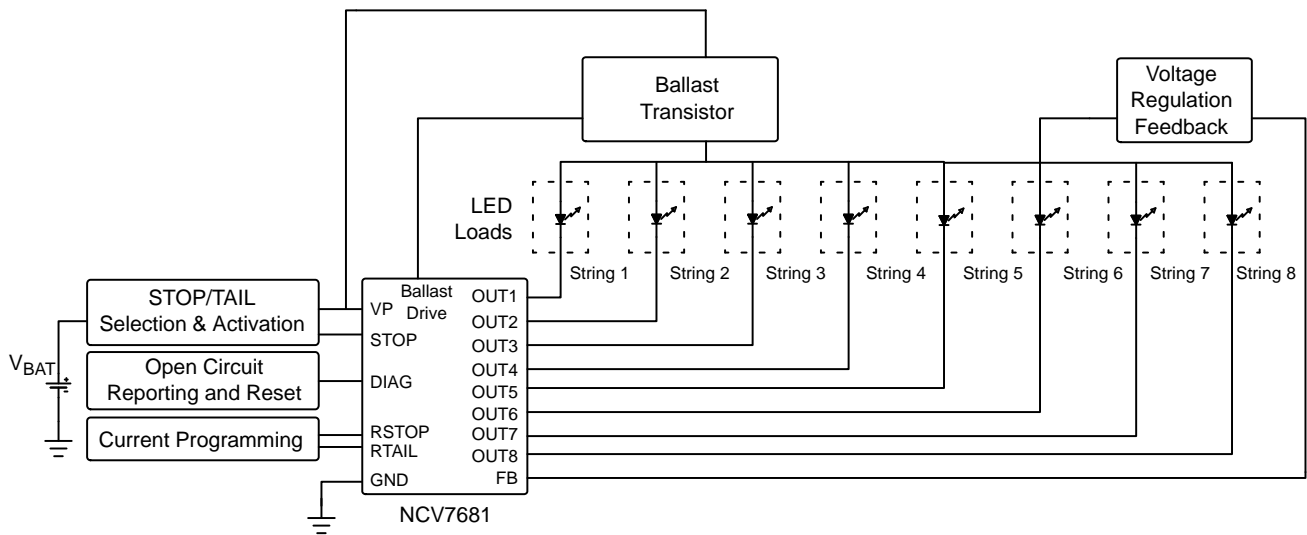 Ballast
Transistor
Voltage
Regulation
Feedback
LED
Loads
String 1
String 2
String 3
String 4
String 5
String 6
String 7
String 8
STOP/TAIL
Selection & Activation
Open Circuit
Reporting and Reset
Current Programming
VBAT
VP
Ballast
Drive
STOP
DIAG
RSTOP
RTAIL
GND
OUT1
OUT2
OUT3
OUT4
OUT5
OUT6
OUT7
OUT8
FB
NCV7681